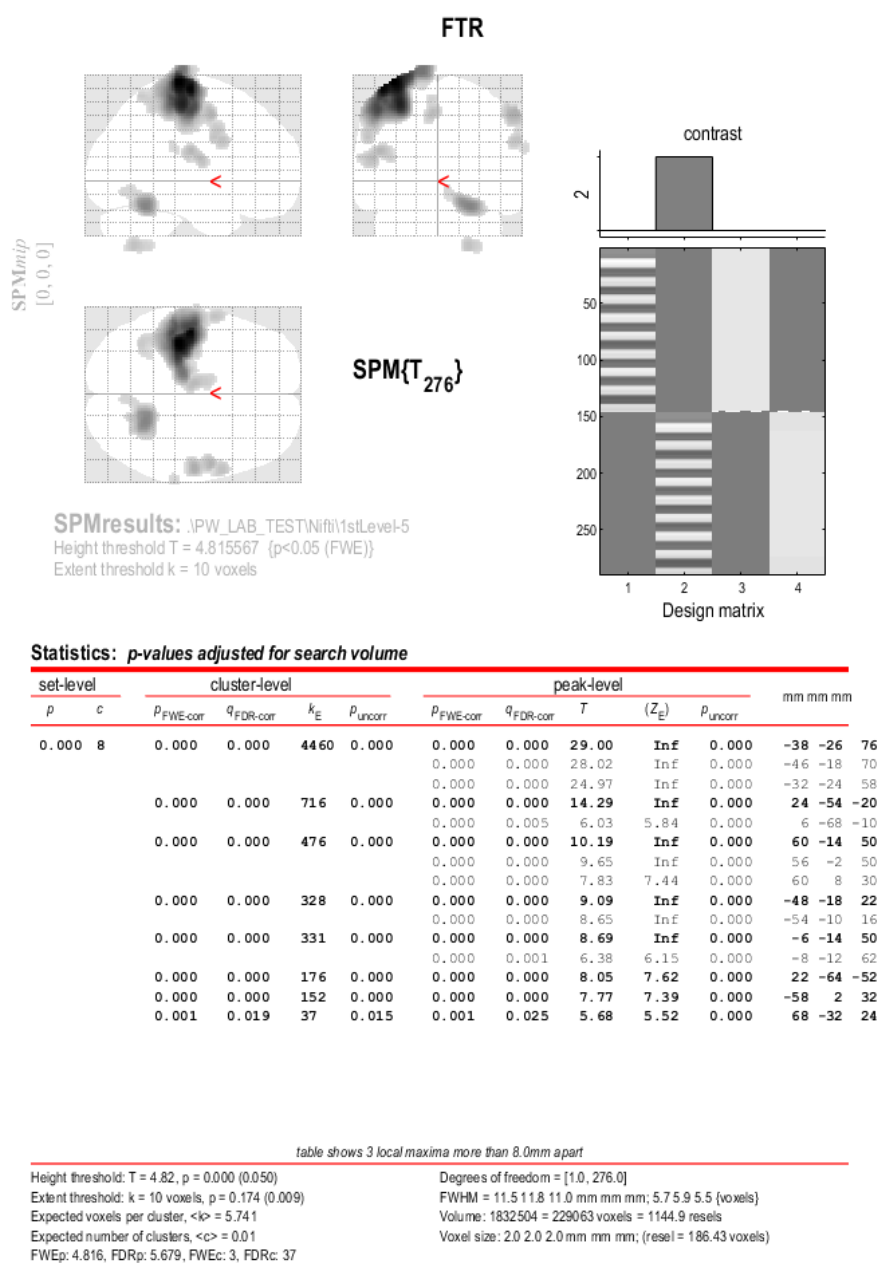 FTR
contrast
2
SPMmip
[0, 0, 0]
<
<
<
SPM{T276}
50
100
150
200
250
1 2 3 4
Design matrix
SPMresults: .\PW_LAB_TEST\Nifti\1stLevel-5
Height threshold T = 4.815567 {p<0.05 (FWE)}
Extent threshold k = 10 voxels
Statistics: p-values adjusted for search volume
set-level cluster-level peak-level mm mm mm
p c pFWE-corr qFDR-corr kE puncorr pFWE-corr qFDR-corr T (ZE) puncorr
0.000 8 0.000 0.000 4460 0.000 0.000 0.000 29.00 Inf 0.000 -38 -26 76
0.000 0.000 28.02 Inf 0.000 -46 -18 70
0.000 0.000 24.97 Inf 0.000 -32 -24 58
0.000 0.000 716 0.000 0.000 0.000 14.29 Inf 0.000 24 -54 -20
0.000 0.005 6.03 5.84 0.000 6 -68 -10
0.000 0.000 476 0.000 0.000 0.000 10.19 Inf 0.000 60 -14 50
0.000 0.000 9.65 Inf 0.000 56 -2 50
0.000 0.000 7.83 7.44 0.000 60 8 30
0.000 0.000 328 0.000 0.000 0.000 9.09 Inf 0.000 -48 -18 22
0.000 0.000 8.65 Inf 0.000 -54 -10 16
0.000 0.000 331 0.000 0.000 0.000 8.69 Inf 0.000 -6 -14 50
0.000 0.001 6.38 6.15 0.000 -8 -12 62
0.000 0.000 176 0.000 0.000 0.000 8.05 7.62 0.000 22 -64 -52
0.000 0.000 152 0.000 0.000 0.000 7.77 7.39 0.000 -58 2 32
0.001 0.019 37 0.015 0.001 0.025 5.68 5.52 0.000 68 -32 24
table shows 3 local maxima more than 8.0mm apart
Height threshold: T = 4.82, p = 0.000 (0.050)
Extent threshold: k = 10 voxels, p = 0.174 (0.009)
Expected voxels per cluster, <k> = 5.741
Expected number of clusters, <c> = 0.01
FWEp: 4.816, FDRp: 5.679, FWEc: 3, FDRc: 37
Degrees of freedom = [1.0, 276.0]
FWHM = 11.5 11.8 11.0 mm mm mm; 5.7 5.9 5.5 {voxels}
Volume: 1832504 = 229063 voxels = 1144.9 resels
Voxel size: 2.0 2.0 2.0 mm mm mm; (resel = 186.43 voxels)